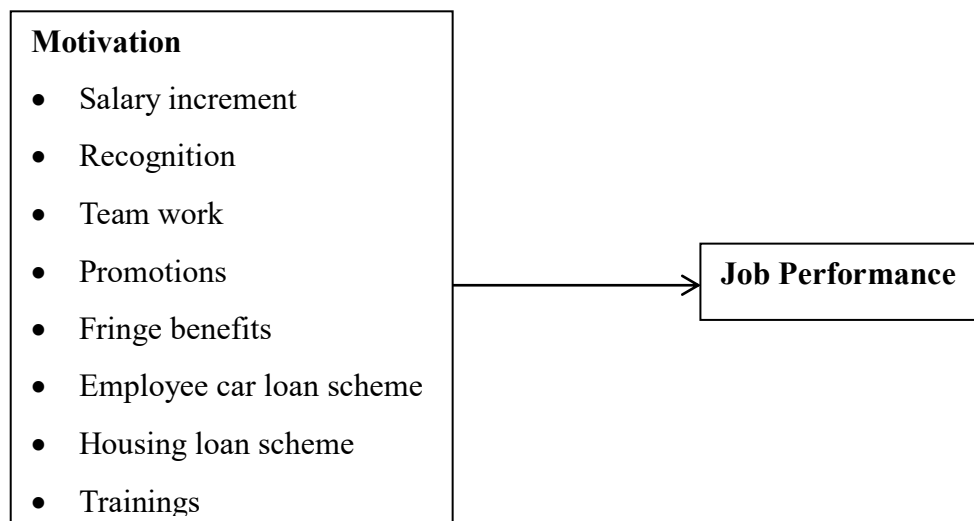 Motivation
• Salary increment
• Recognition
• Team work
• Promotions
• Fringe benefits
• Employee car loan scheme
• Housing loan scheme
• Trainings
Job Performance